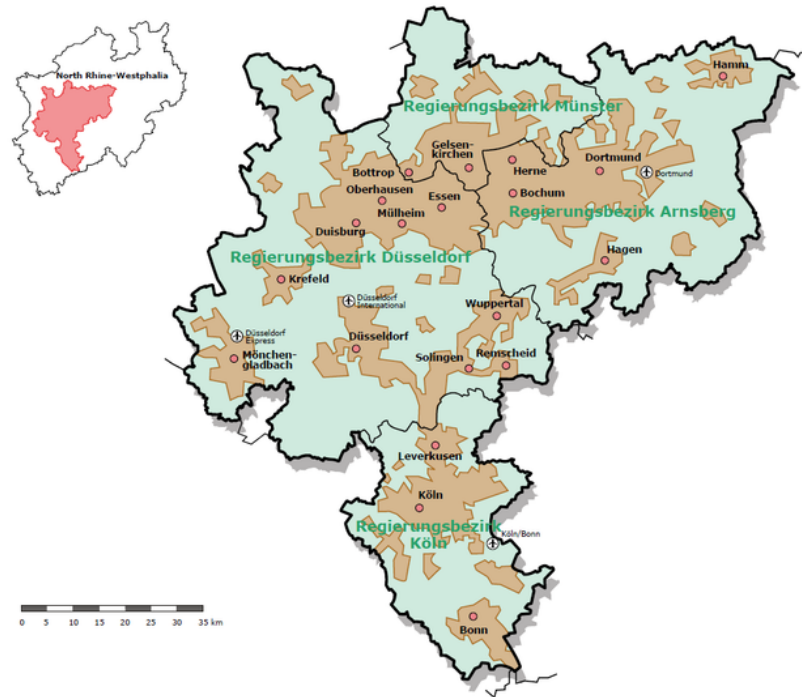 North Rhine-Westphalia
Hamm
Regierungsbezirk Münster
Gelsen-
kirchen
Bottrop
Herne
Dortmund
Dortmund
Oberhausen
Essen
Bochum
Mülheim
Regierungsbezirk Arnsberg
Duisburg
Regierungsbezirk Düsseldorf
Hagen
Krefeld
Düsseldorf
International
Wuppertal
Düsseldorf
Express
Düsseldorf
Mönchen-
gladbach
Solingen
Remscheid
Leverkusen
Köln
Regierungsbezirk
Köln
Köln/Bonn
0 5 10 15 20 25 30 35 km
Bonn